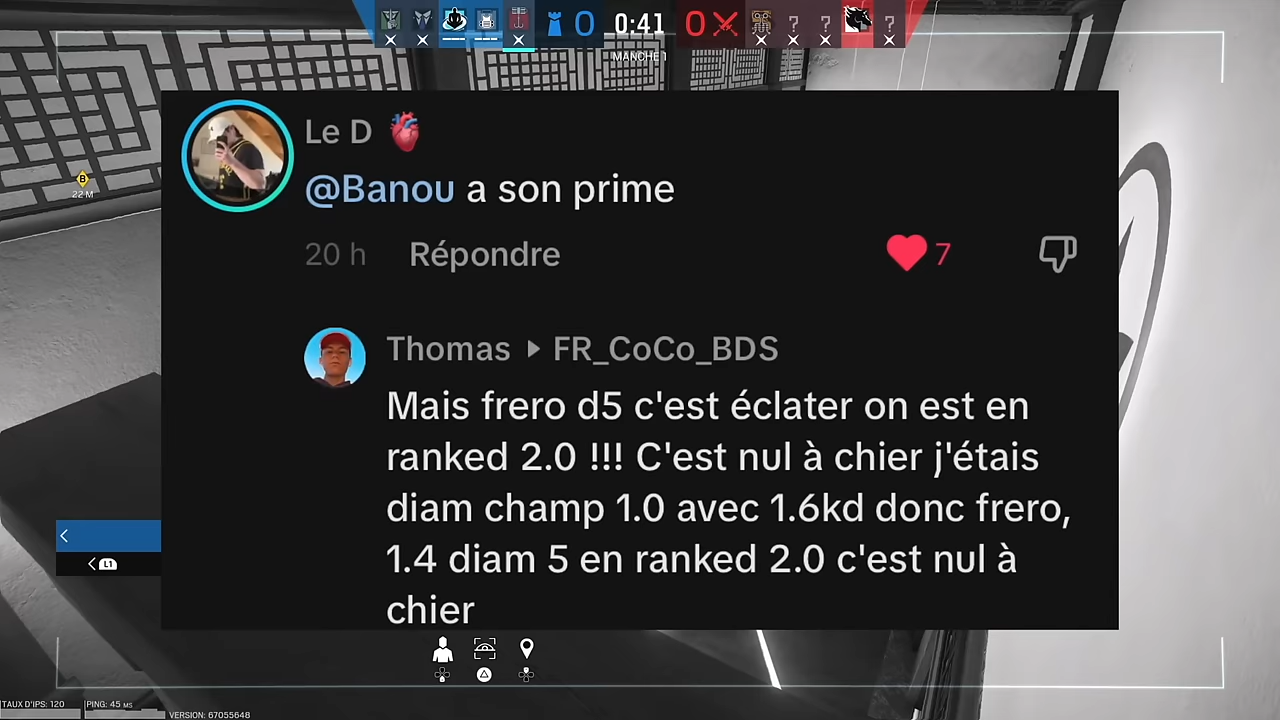 0 0:41 0
? ? ?
MANCHE 1
Le D
@Banou a son prime
B
22 M
20 h Répondre 7
Thomas FR_CoCo_BDS
Mais frero d5 c'est éclater on est en
ranked 2.0 !!! C'est nul à chier j'étais
diam champ 1.0 avec 1.6kd donc frero,
1.4 diam 5 en ranked 2.0 c'est nul à
chier
L1
TAUX D'IPS: 120 PING: 45 MS
VERSION: 67055648